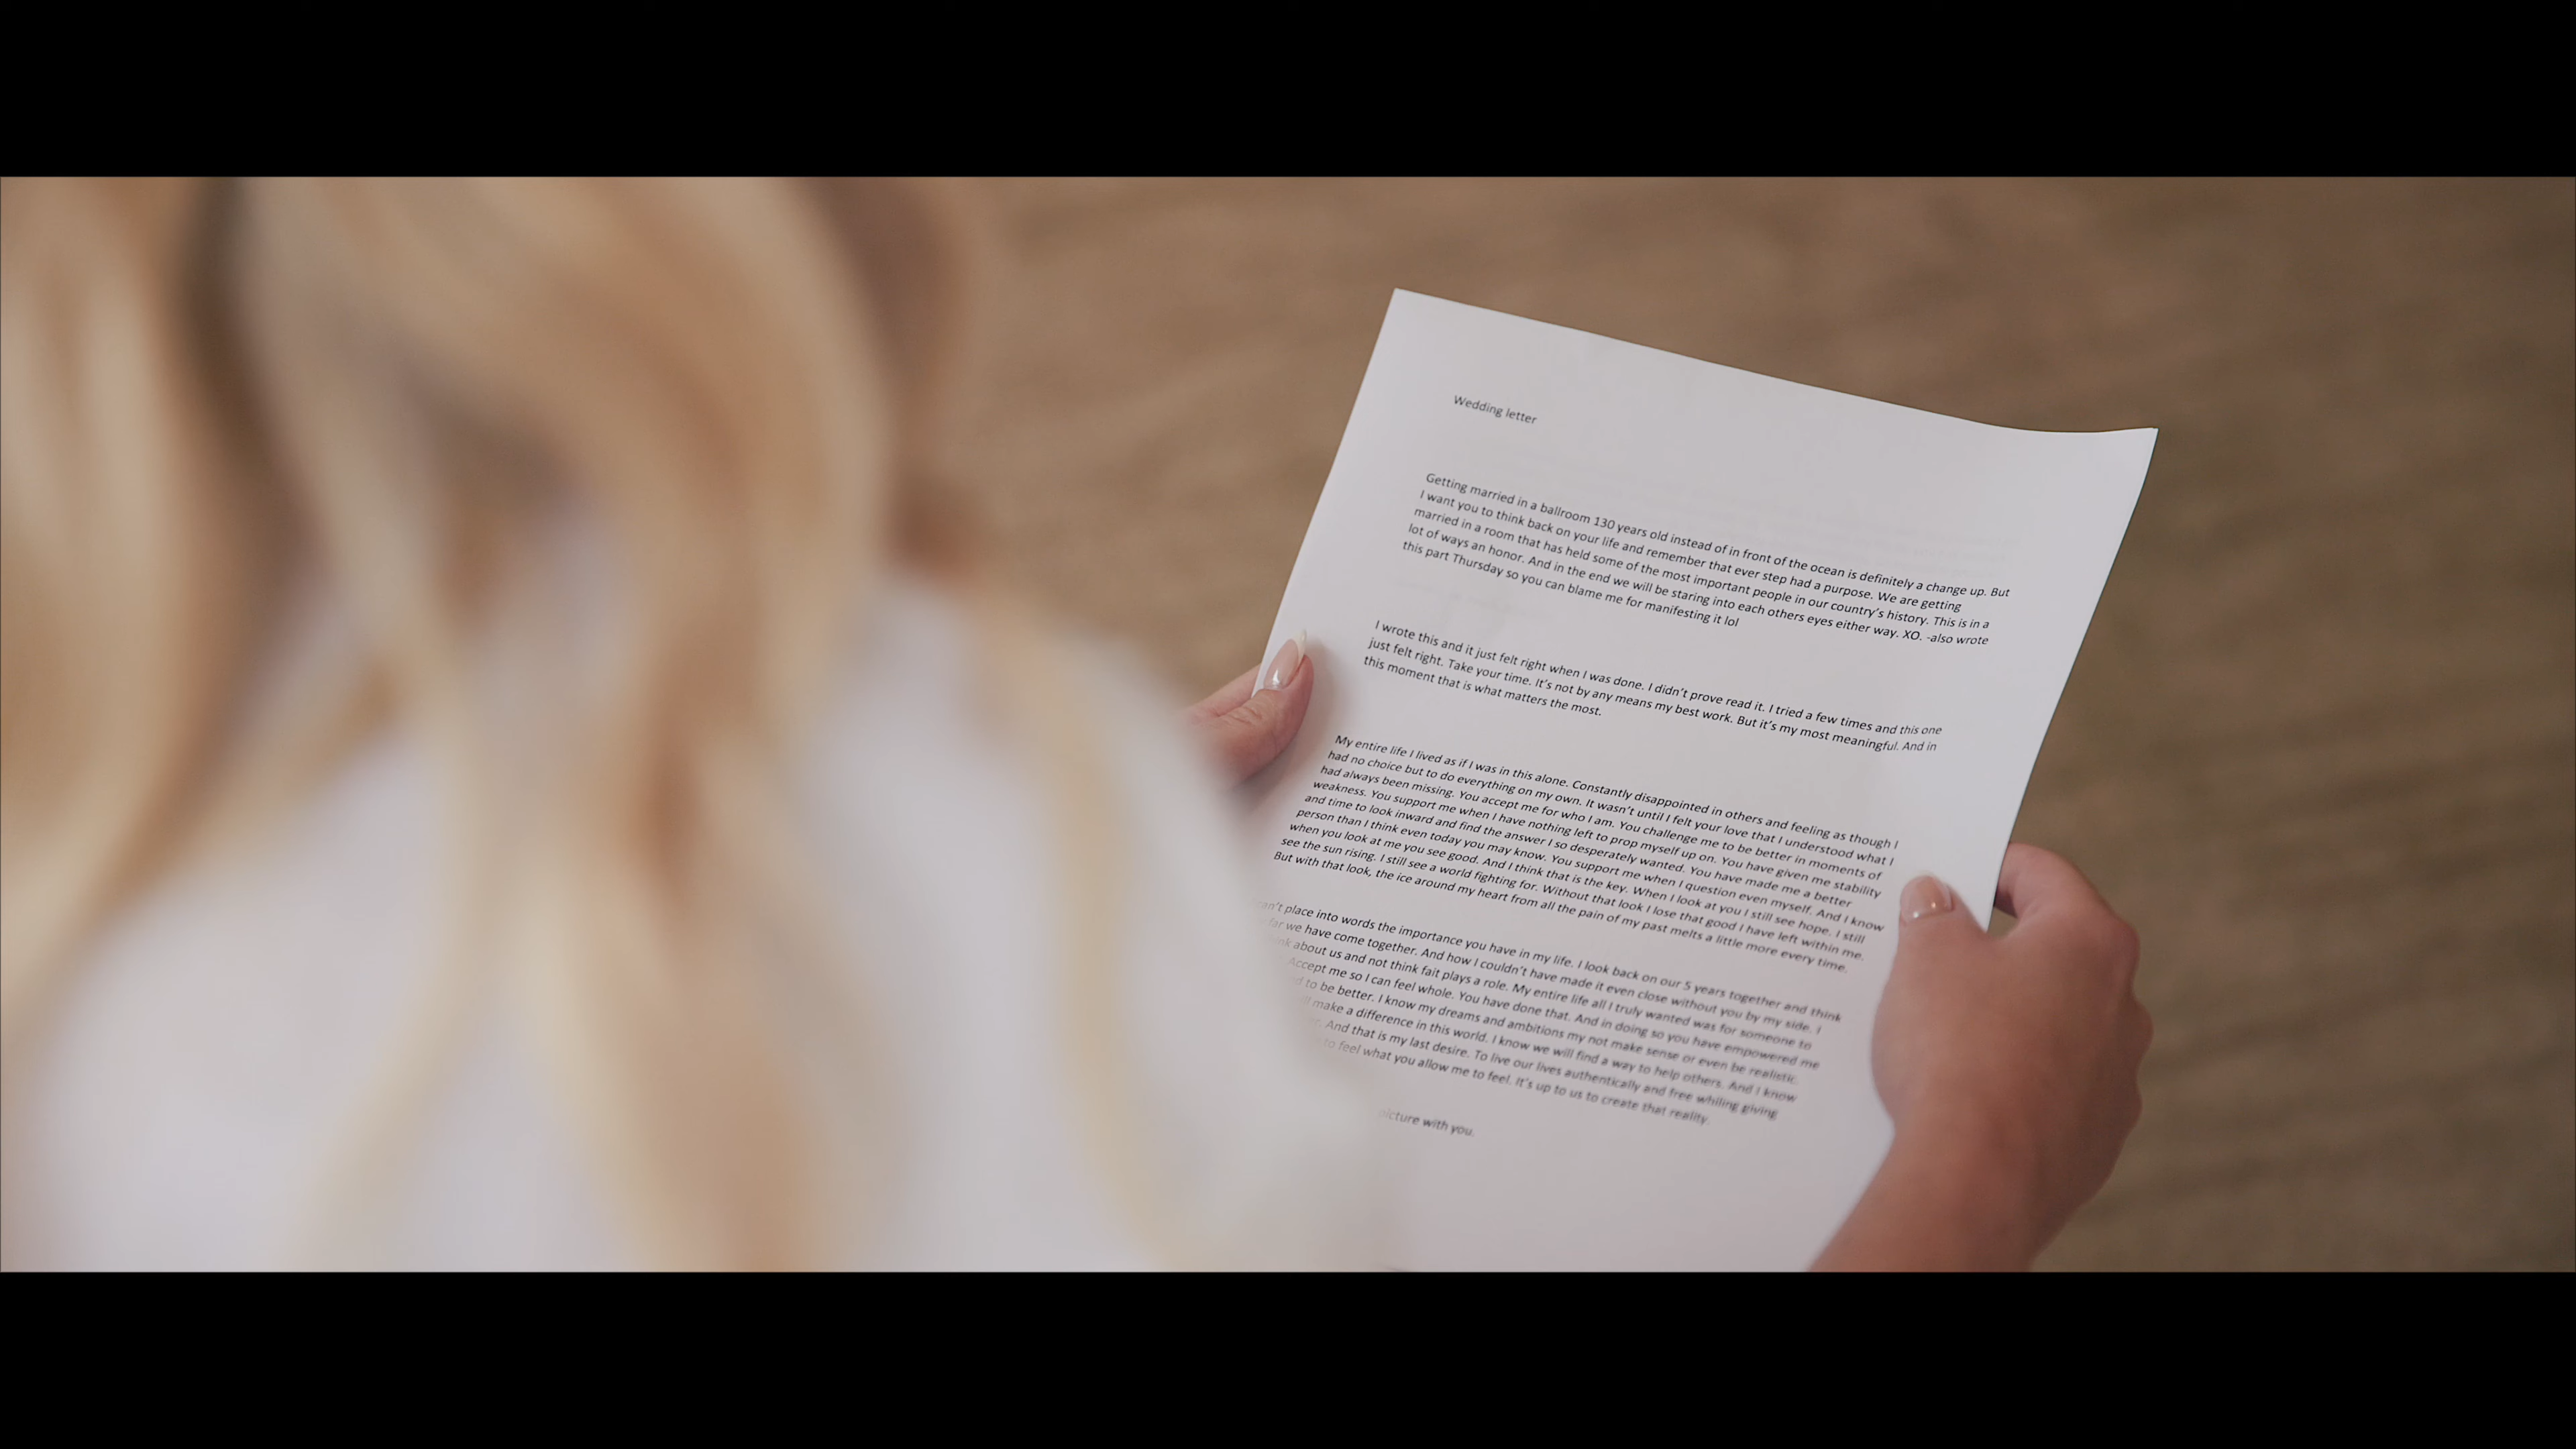 Wedding letter
Getting married in a ballroom 130 years old instead of in front of the ocean is definitely a change up. But
I want you to think back on your life and remember that ever step had a purpose. We are getting
married in a room that has held some of the most important people in our country's history. This is in a
lot of ways an honor. And in the end we will be staring into each others eyes either way. XO. -also wrote
this part Thursday so you can blame me for manifesting it lol
I wrote this and it just felt right when I was done. I didn't prove read it. I tried a few times and this one
just felt right. Take your time. It's not by any means my best work. But it's my most meaningful. And in
this moment that is what matters the most.
My entire life I lived as if I was in this alone. Constantly disappointed in others and feeling as though I
had no choice but to do everything on my own. It wasn't until I felt your love that I understood what I
had always been missing. You accept me for who I am. You challenge me to be better in moments of
weakness. You support me when I have nothing left to prop myself up on. You have given me stability
and time to look inward and find the answer I so desperately wanted. You have made me a better
person than I think even today you may know. You support me when I question even myself. And I know
when you look at me you see good. And I think that is the key. When I look at you I still see hope. I still
see the sun rising. I still see a world fighting for. Without that look I lose that good I have left within me.
But with that look, the ice around my heart from all the pain of my past melts a little more every time.
can't place into words the importance you have in my life. I look back on our 5 years together and think
far we have come together. And how I couldn't have made it even close without you by my side. I
about us and not think fait plays a role. My entire life all I truly wanted was for someone to
Accept me so I can feel whole. You have done that. And in doing so you have empowered me
to be better. I know my dreams and ambitions my not make sense or even be realistic.
make a difference in this world. I know we will find a way to help others. And I know
And that is my last desire. To live our lives authentically and free whiling giving
to feel what you allow me to feel. It's up to us to create that reality.
picture with you.